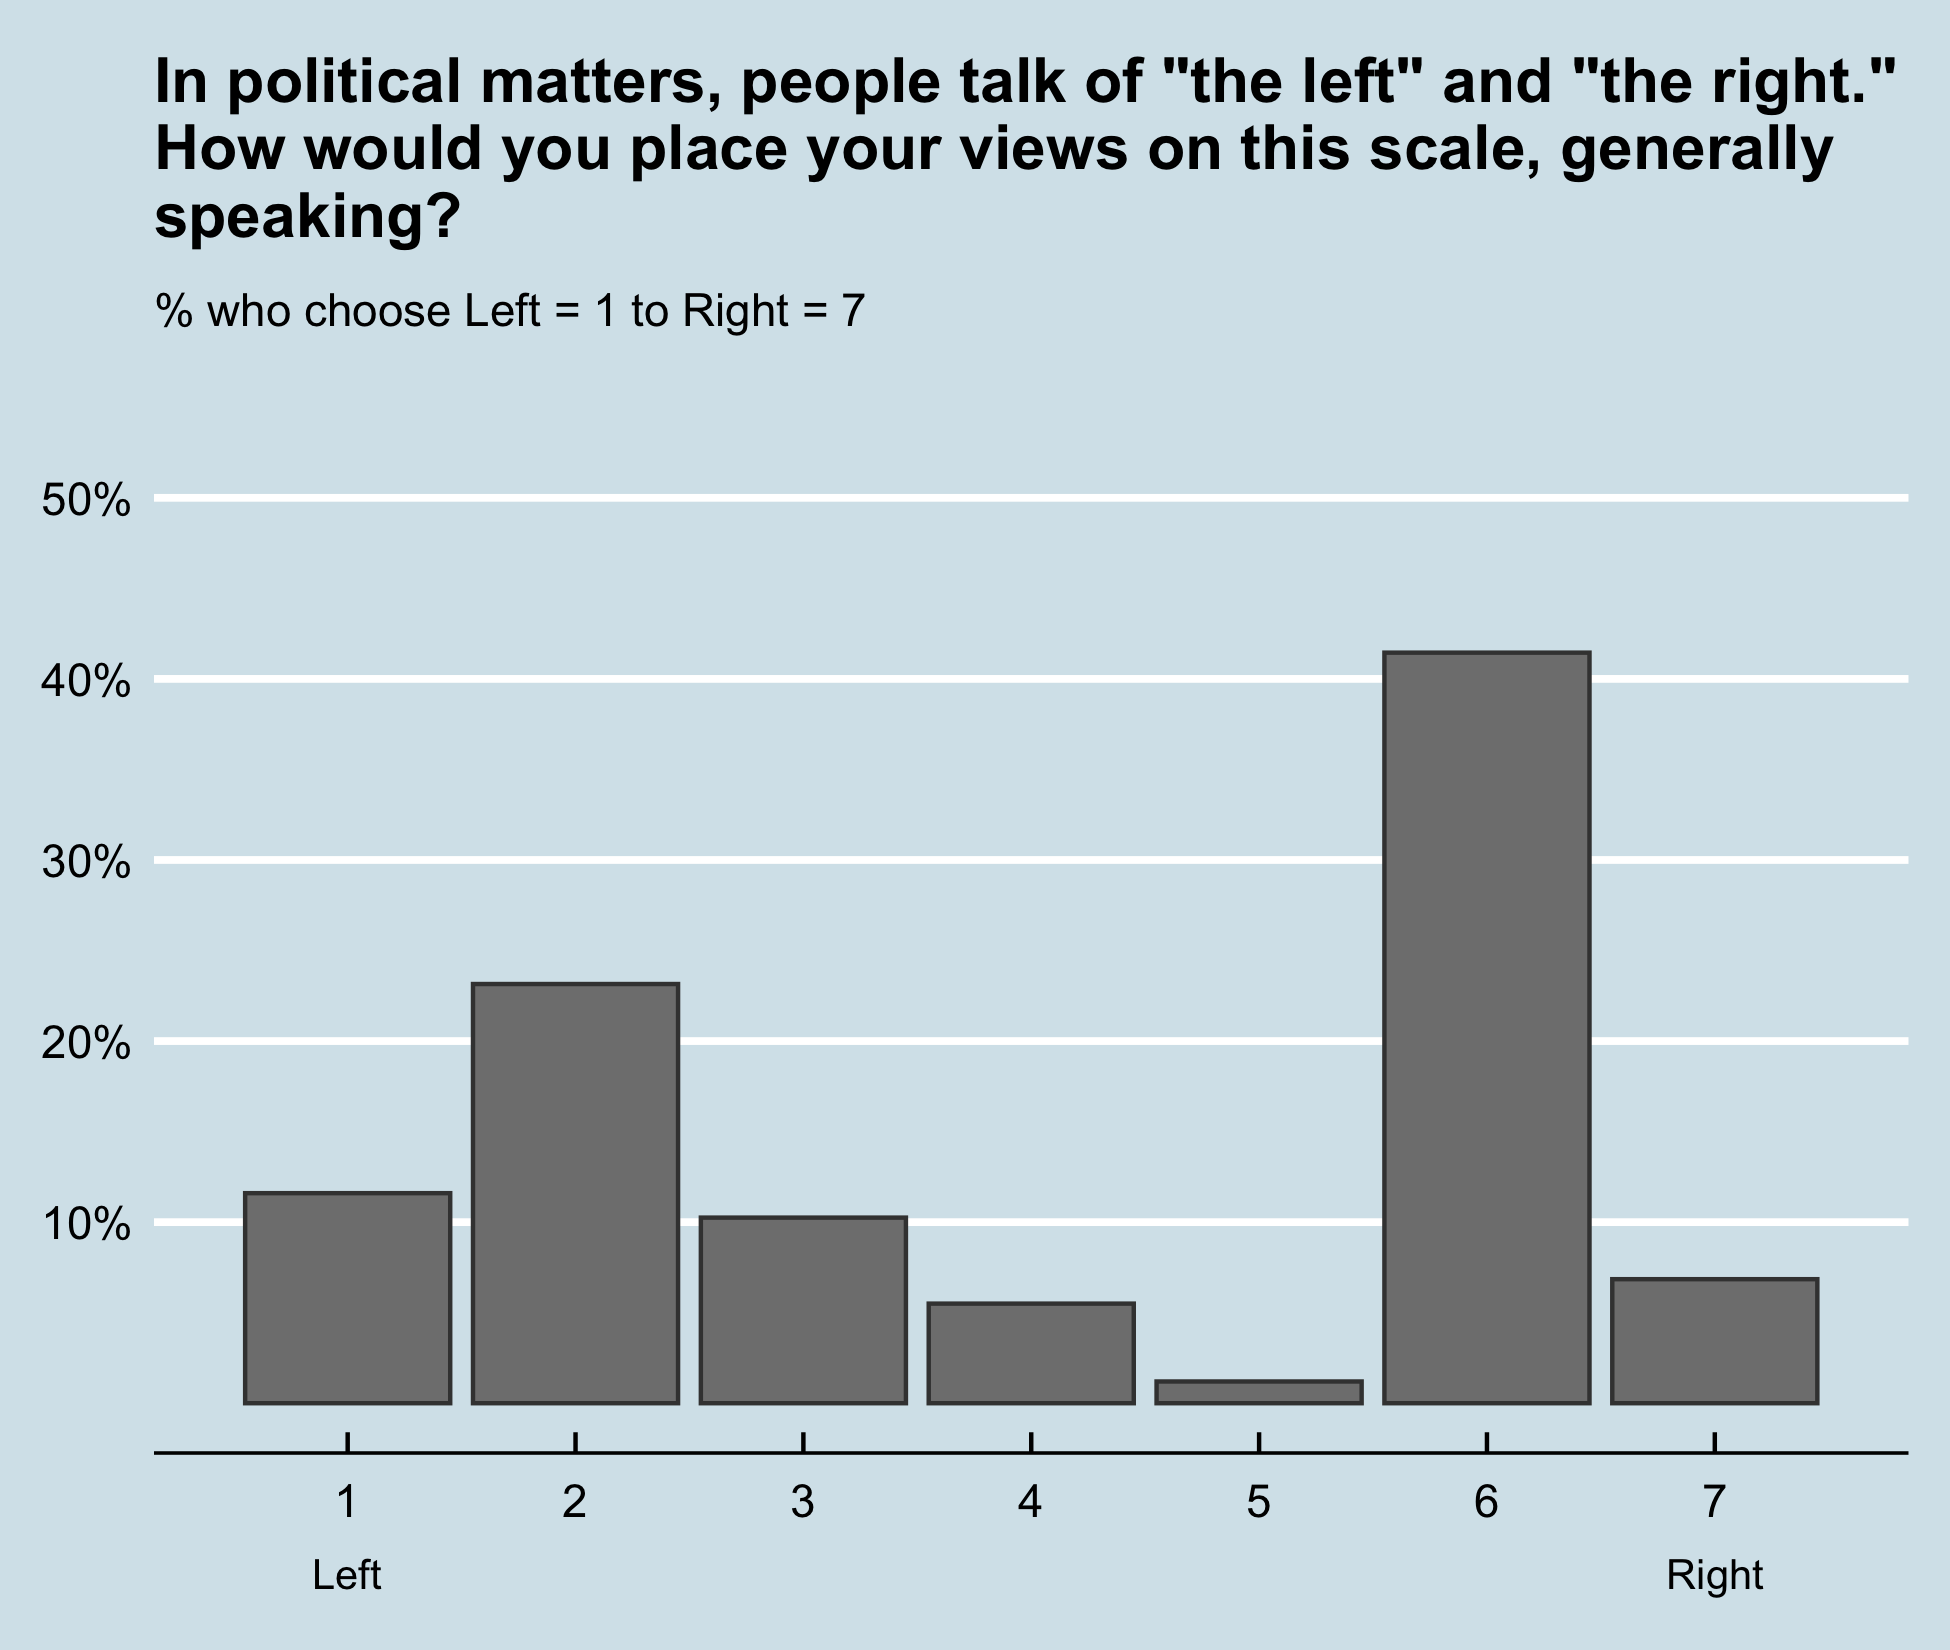 In political matters, people talk of "the left" and "the right."
How would you place your views on this scale, generally
speaking?
% who choose Left = 1 to Right = 7
50%
40%
30%
20%
10%
1 2 3 4 5 6 7
Left Right